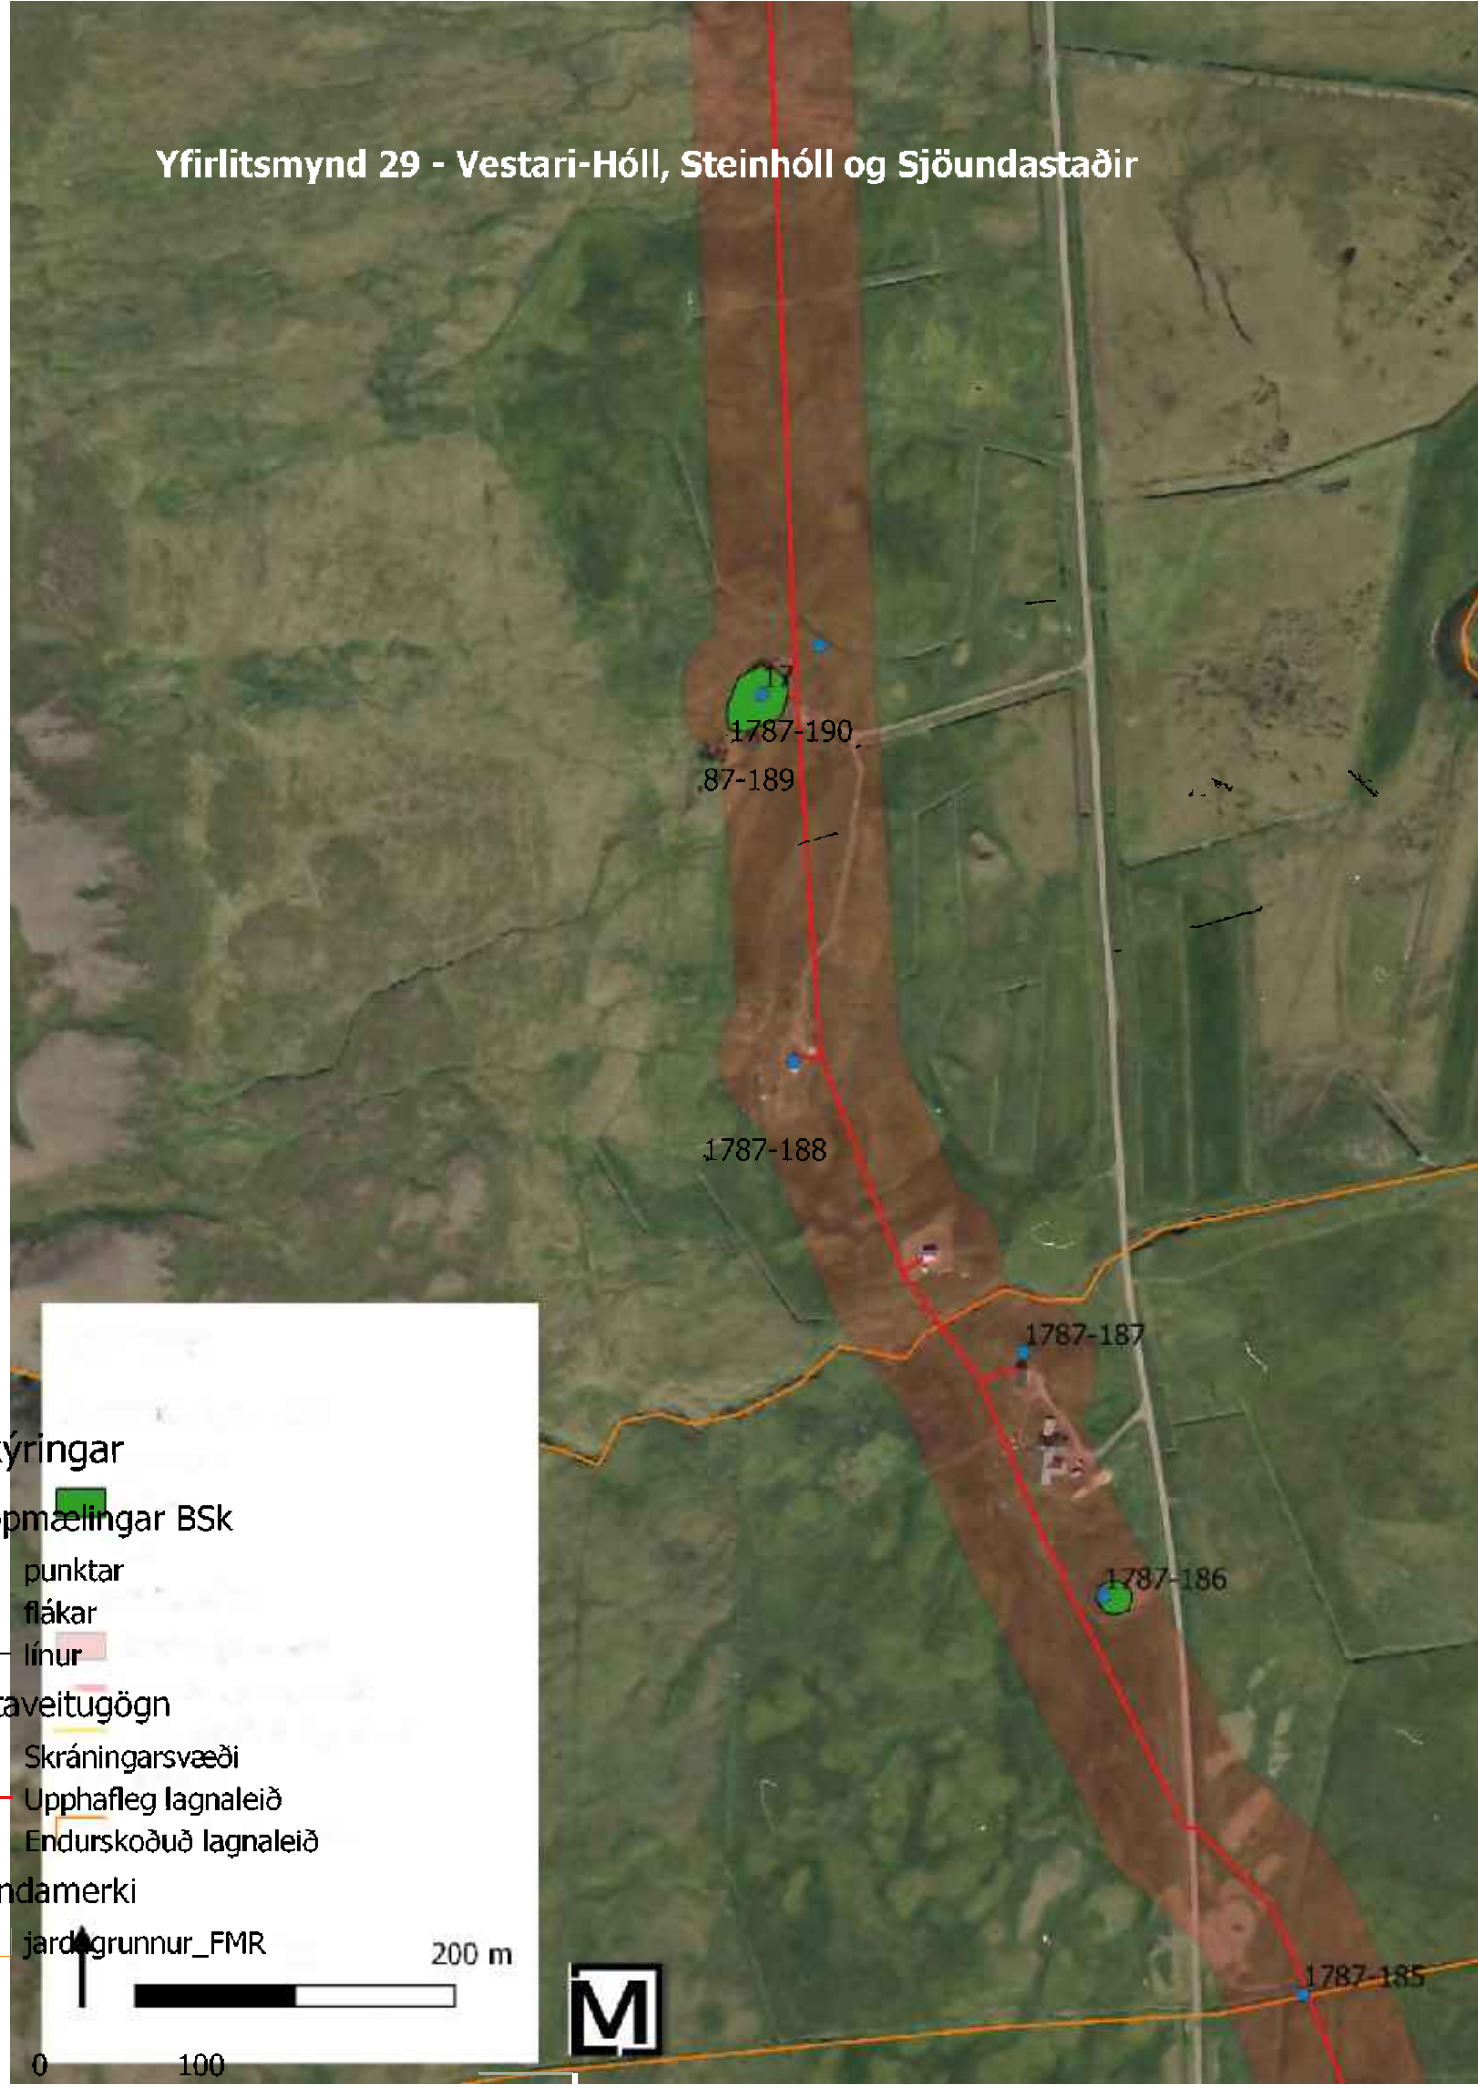 Yfirlitsmynd 29 - Vestari-Hóll, Steinhóll og Sjöundastaðir
17
1787-190
87-189
1787-188
1787-187
1787-186
1787-185
ýringar
pmælingar BSk
punktar
flákar
línur
taveitugögn
Skráningarsvæði
Upphafleg lagnaleið
Endurskoðuð lagnaleið
ndamerki
jardagrunnur_FMR
200 m
0 100
M